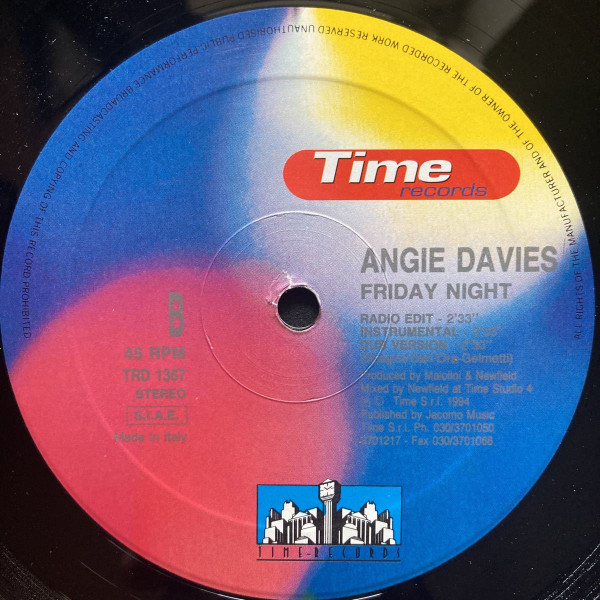 ALL RIGHTS OF THE MANUFACTURER AND OF THE OWNER OF THE RECORDED WORK RESERVED UNAUTHORISED PUBLIC PERFORMANCE BROADCASTING AND COPYING OF THIS RECORD PROHIBITED
Time
records
ANGIE DAVIES
FRIDAY NIGHT
RADIO EDIT - 2'33"
INSTRUMENTAL -
DUB VERSION -
Produced by Maiolini & Newfield
Mixed by Newfield at Time Studio 4
Time S.r.l. 1994
Published by Jacomo Music
Time S.r.l. Ph. 030/3701050
3701217 - Fax 030/3701068
B
45 RPM
TRD 1367
STEREO
S.I.A.E.
Made in Italy
TIME-RECORDS